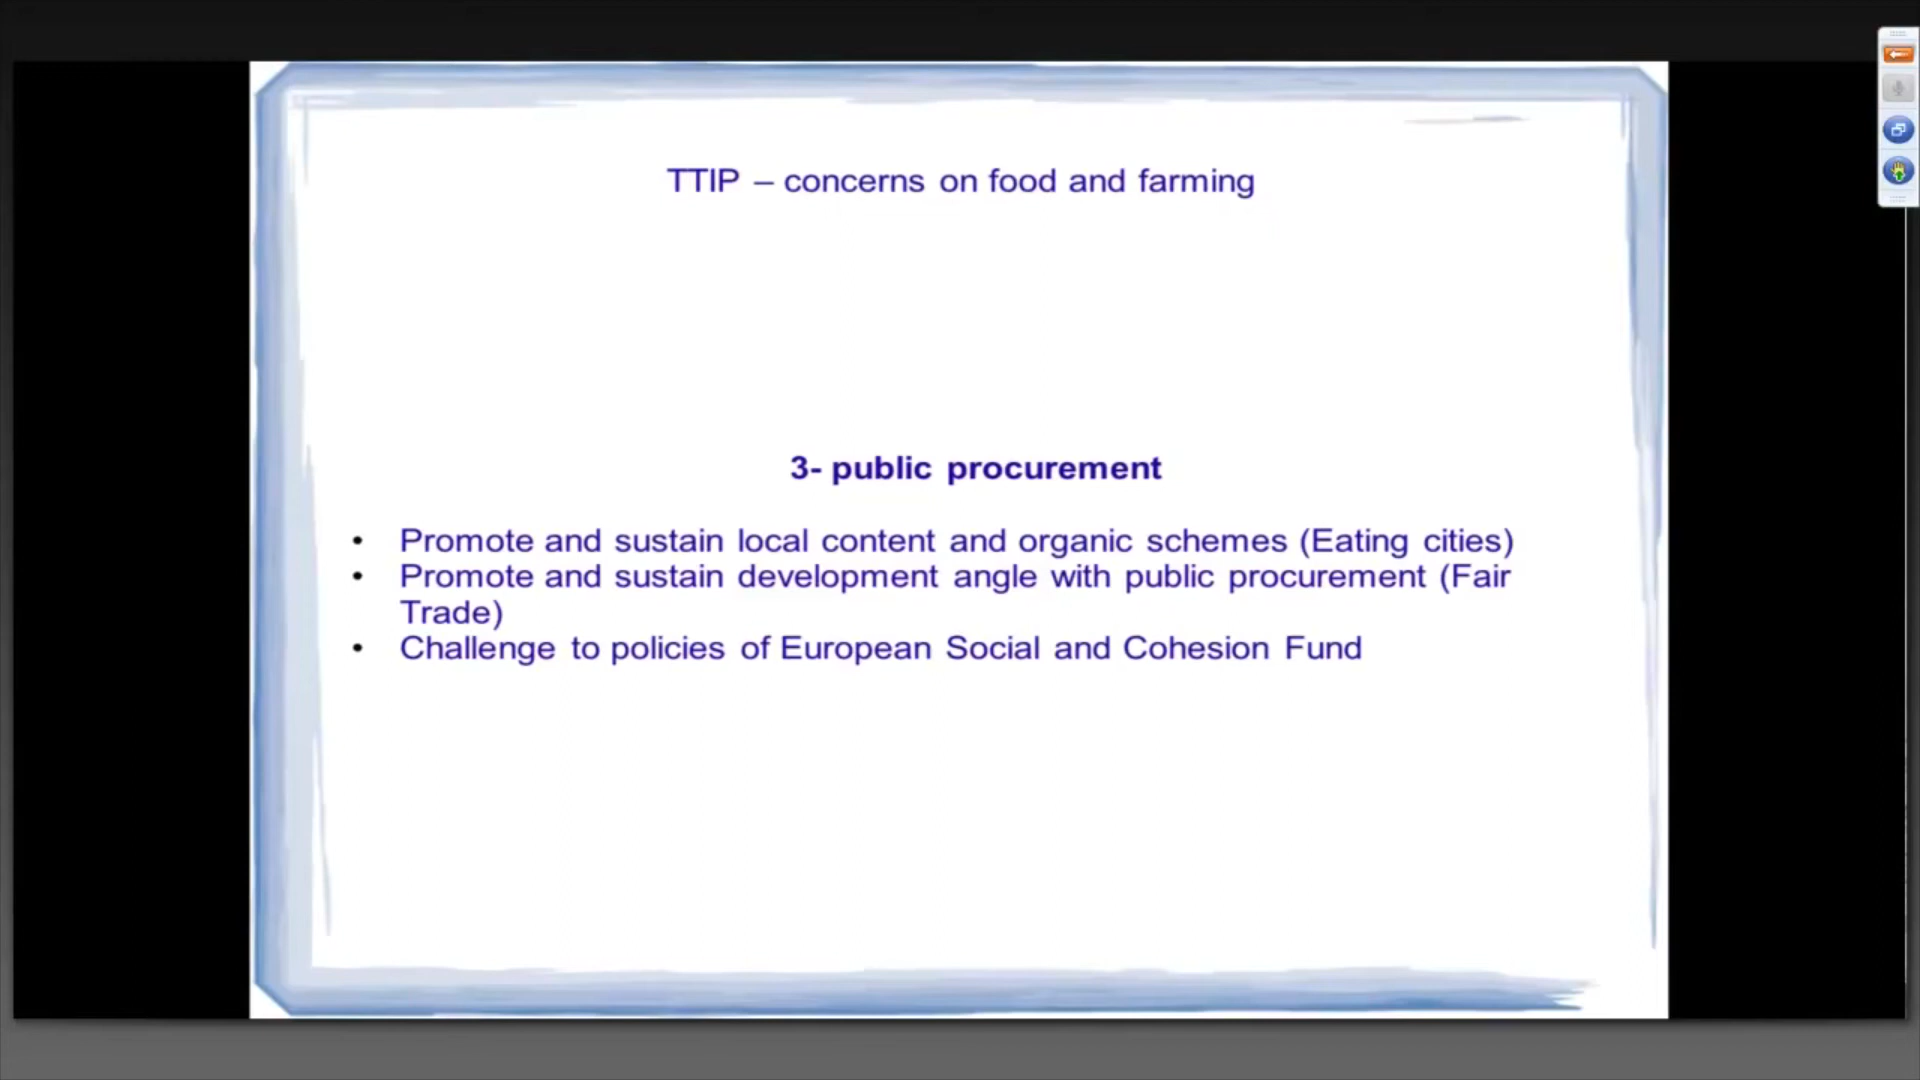 TTIP – concerns on food and farming
3- public procurement
• Promote and sustain local content and organic schemes (Eating cities)
• Promote and sustain development angle with public procurement (Fair
Trade)
• Challenge to policies of European Social and Cohesion Fund